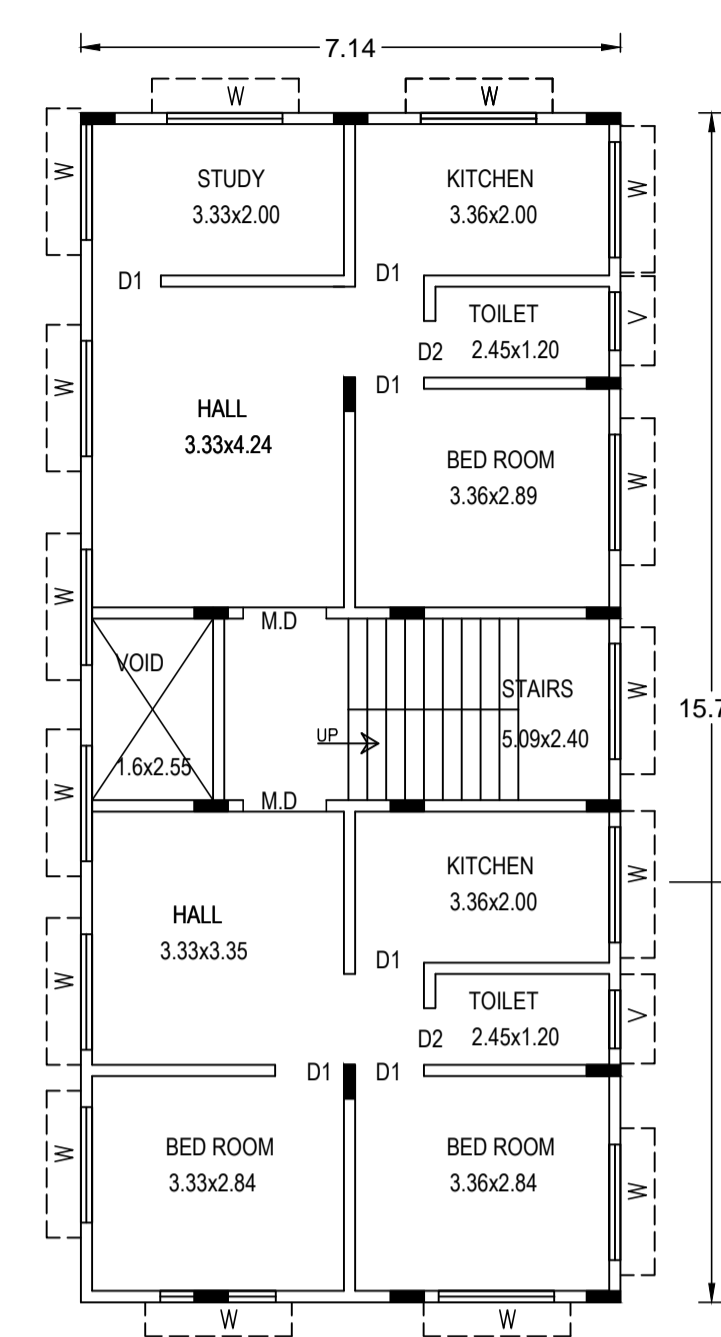 7.14
W W
W STUDY KITCHEN W
3.33x2.00 3.36x2.00
D1 D1
TOILET V
D2 2.45x1.20
W D1
HALL
3.33x4.24
BED ROOM W
3.36x2.89
W
M.D
VOID STAIRS W
15.7
UP 5.09x2.40
1.6x2.55
W
M.D
KITCHEN W
3.36x2.00
HALL
3.33x3.35
D1
W TOILET V
D2 2.45x1.20
D1 D1
W BED ROOM BED ROOM
3.33x2.84 3.36x2.84 W
W W